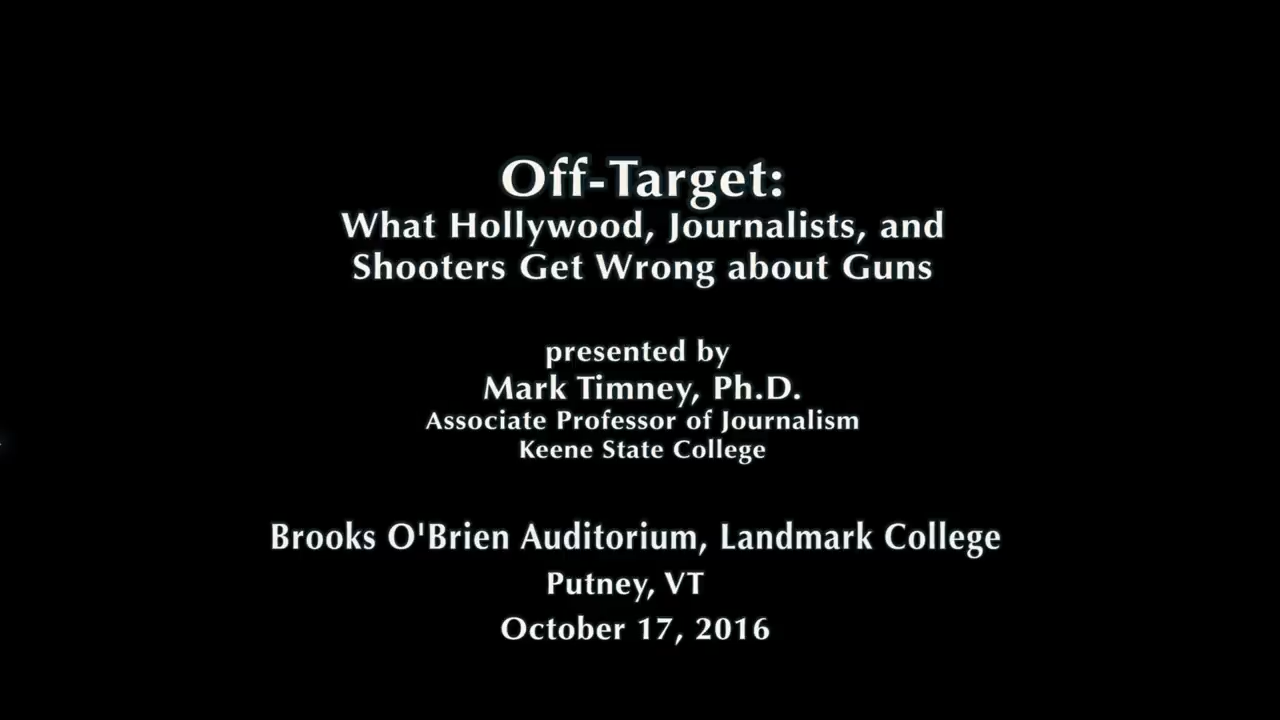 Off-Target:
What Hollywood, Journalists, and
Shooters Get Wrong about Guns
presented by
Mark Timney, Ph.D.
Associate Professor of Journalism
Keene State College
Brooks O'Brien Auditorium, Landmark College
Putney, VT
October 17, 2016